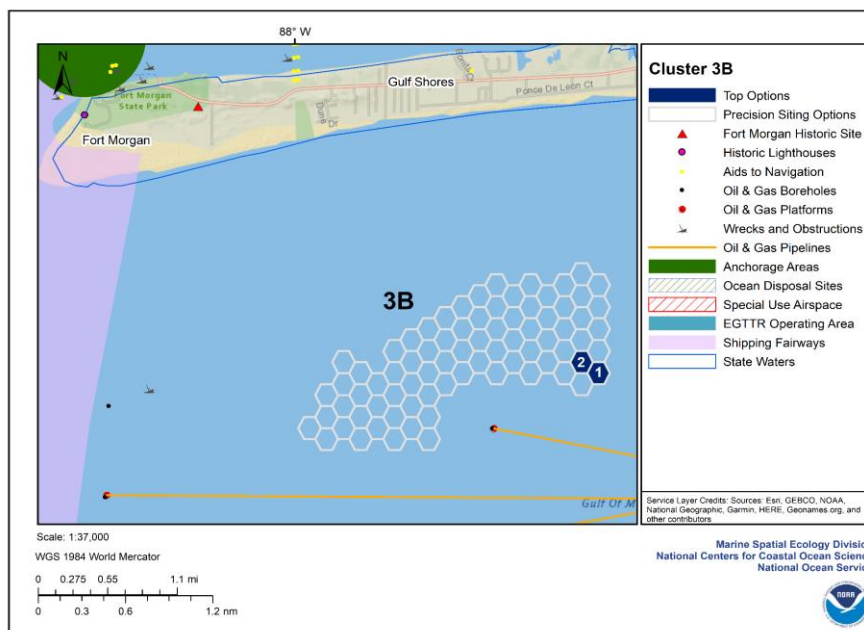 88° W
N
Fort Morgan
State Park
Fort Morgan
Gulf Shores
Ponce De Leon Ct
Dune
Dr
3B
2
1
Gulf Of M
Cluster 3B
Top Options
Precision Siting Options
Fort Morgan Historic Site
Historic Lighthouses
Aids to Navigation
Oil & Gas Boreholes
Oil & Gas Platforms
Wrecks and Obstructions
Oil & Gas Pipelines
Anchorage Areas
Ocean Disposal Sites
Special Use Airspace
EGTTR Operating Area
Shipping Fairways
State Waters
Service Layer Credits: Sources: Esri, GEBCO, NOAA,
National Geographic, Garmin, HERE, Geonames.org, and
other contributors
Scale: 1:37,000
WGS 1984 World Mercator
0 0.275 0.55 1.1 mi
0 0.3 0.6 1.2 nm
Marine Spatial Ecology Divisio
National Centers for Coastal Ocean Scienc
National Ocean Servic
NOAA